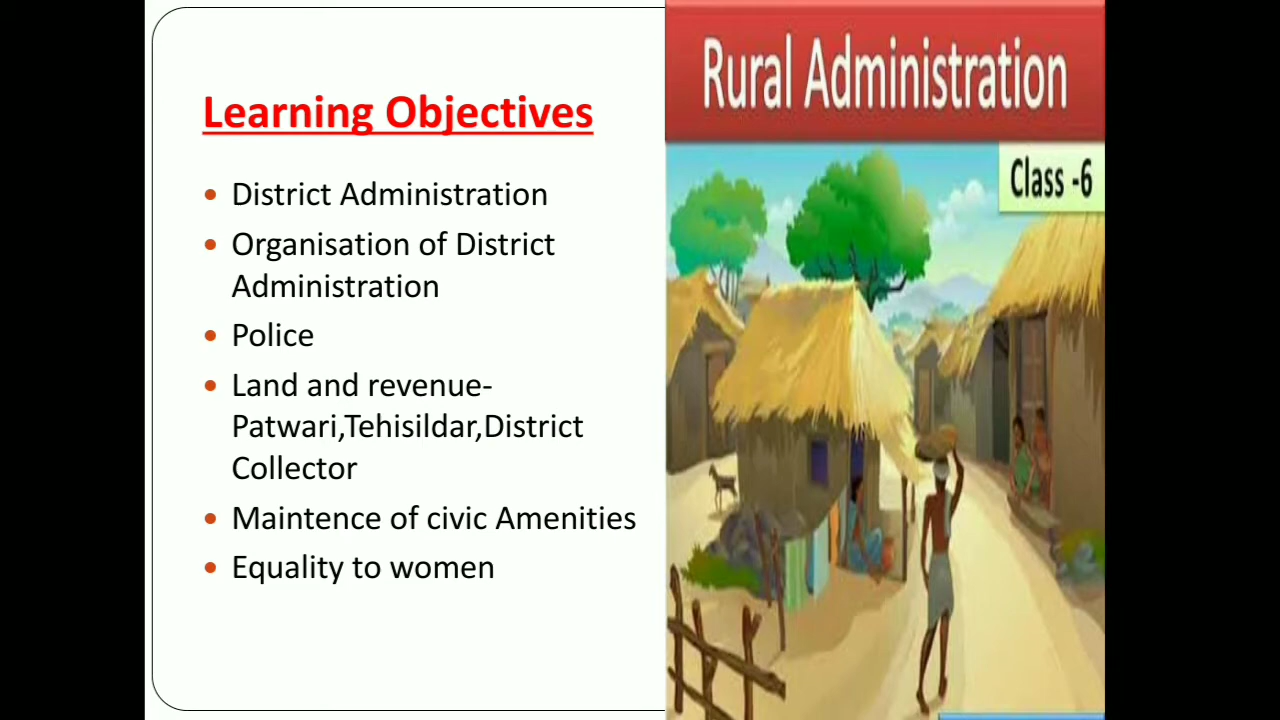 Learning Objectives
District Administration
Organisation of District
Administration
Police
Land and revenue-
Patwari,Tehisildar,District
Collector
Maintence of civic Amenities
Equality to women
Rural Administration
Class -6